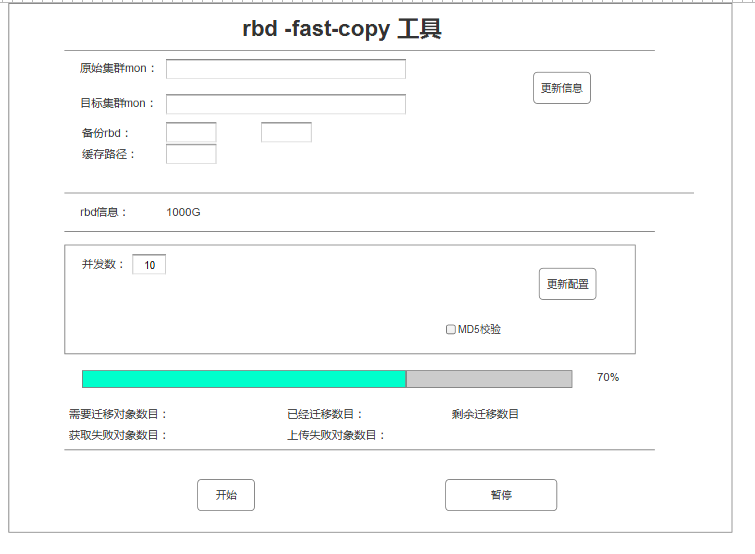 rbd -fast-copy 工具
原始集群mon：
更新信息
目标集群mon：
备份rbd：
缓存路径：
rbd信息： 1000G
并发数： 10
更新配置
MD5校验
70%
需要迁移对象数目： 已经迁移数目： 剩余迁移数目
获取失败对象数目： 上传失败对象数目：
开始 暂停